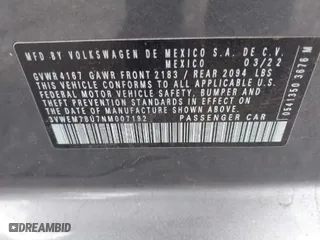 MFD BY VOLKSWAGEN DE MEXICO S.A. DE C.V.
MEXICO 03/22
GVWR 4167 GAWR FRONT 2183 / REAR 2094 LBS
THIS VEHICLE CONFORMS TO ALL APPLICABLE U.S.
FEDERAL MOTOR VEHICLE SAFETY, BUMPER, AND THEFT
PREVENTION STANDARDS IN EFFECT ON THE DATE OF
MANUFACTURE SHOWN ABOVE
3VWEM7BU7NM007192 PASSENGER CAR
©DEALERSHIP.COM